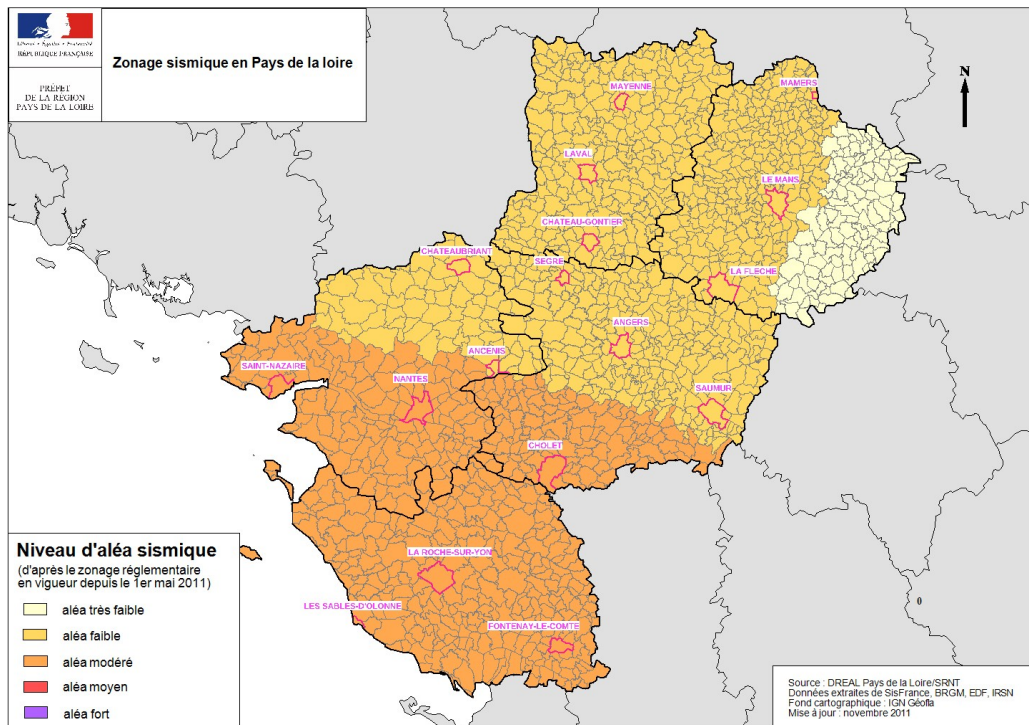 Liberté • Égalité • Fraternité
RÉPUBLIQUE FRANÇAISE
PRÉFET
DE LA RÉGION
PAYS DE LA LOIRE
Zonage sismique en Pays de la loire
N
MAYENNE
MAMERS
LAVAL
LE MANS
CHATEAU-GONTIER
CHATEAUBRIANT
SEGRE
LA FLECHE
ANGERS
ANCENIS
SAINT-NAZAIRE
NANTES
SAUMUR
CHOLET
LA ROCHE-SUR-YON
LES SABLES-D'OLONNE
FONTENAY-LE-COMTE
0
Niveau d'aléa sismique
(d'après le zonage réglementaire
en vigueur depuis le 1er mai 2011)
aléa très faible
aléa faible
aléa modéré
aléa moyen
aléa fort
Source : DREAL Pays de la Loire/SRNT
Données extraites de SisFrance, BRGM, EDF, IRSN
Fond cartographique : IGN Géofla
Mise à jour : novembre 2011